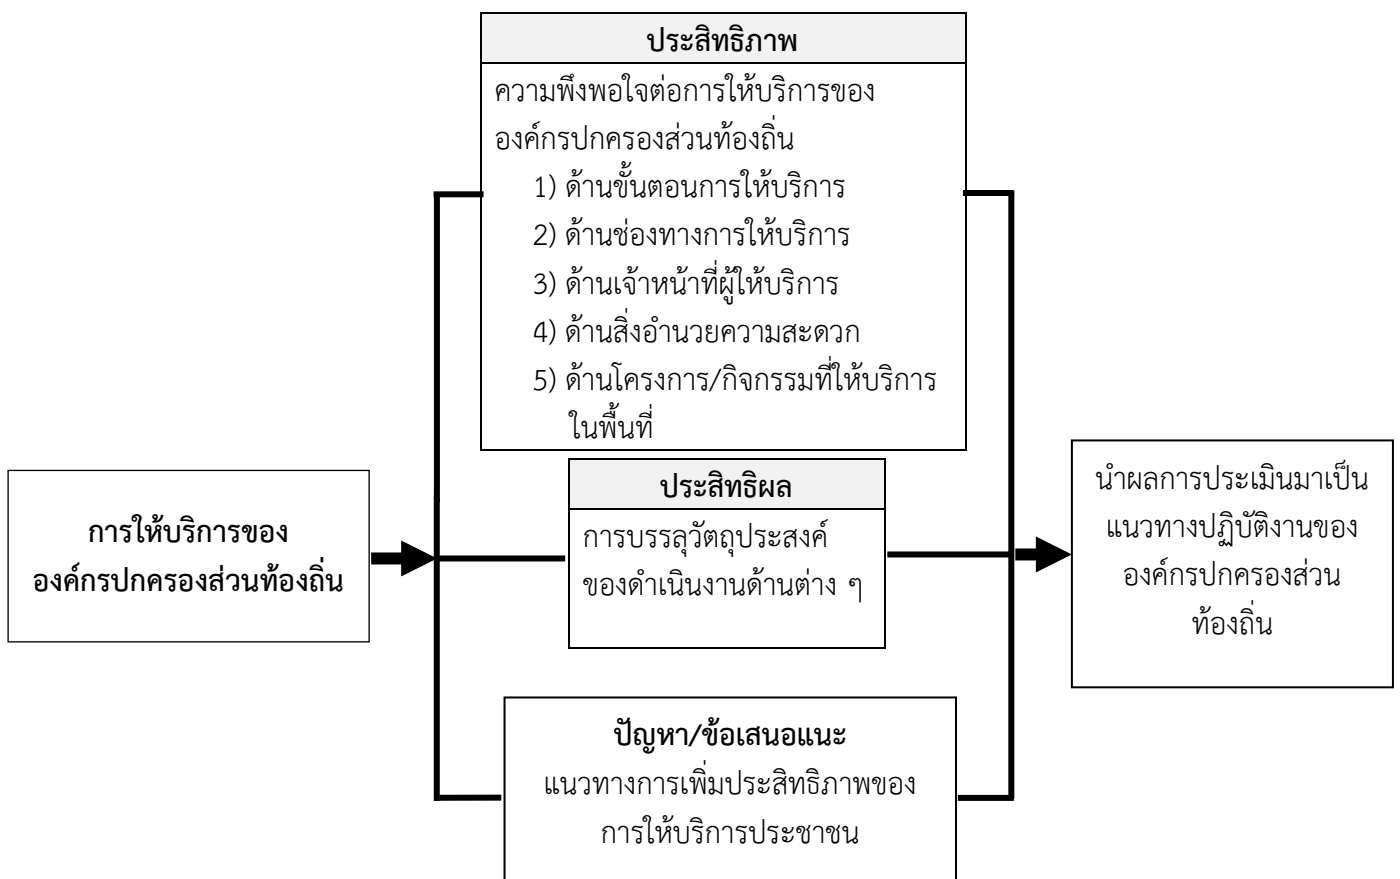 ประสิทธิภาพ
ความพึงพอใจต่อการให้บริการของ
องค์กรปกครองส่วนท้องถิ่น
1) ด้านขั้นตอนการให้บริการ
2) ด้านช่องทางการให้บริการ
3) ด้านเจ้าหน้าที่ผู้ให้บริการ
4) ด้านสิ่งอำนวยความสะดวก
5) ด้านโครงการ/กิจกรรมที่ให้บริการ
ในพื้นที่
การให้บริการของ
องค์กรปกครองส่วนท้องถิ่น
ประสิทธิผล
การบรรลุวัตถุประสงค์
ของดำเนินงานด้านต่าง ๆ
ปัญหา/ข้อเสนอแนะ
แนวทางการเพิ่มประสิทธิภาพของ
การให้บริการประชาชน
นำผลการประเมินมาเป็น
แนวทางปฏิบัติงานของ
องค์กรปกครองส่วน
ท้องถิ่น